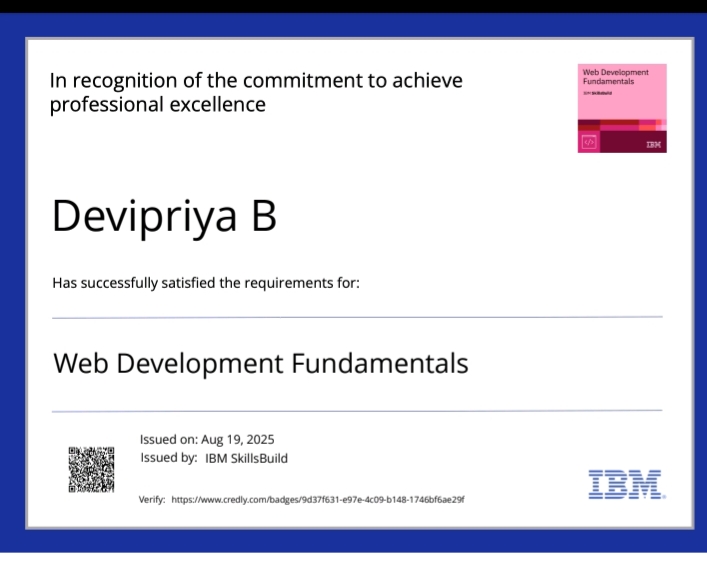 In recognition of the commitment to achieve
professional excellence
Web Development
Fundamentals
IBM SkillsBuild
IBM
Devipriya B
Has successfully satisfied the requirements for:
Web Development Fundamentals
Issued on: Aug 19, 2025
Issued by: IBM SkillsBuild
Verify: https://www.credly.com/badges/9d37f631-e97e-4c09-b148-1746bf6ae29f
IBM